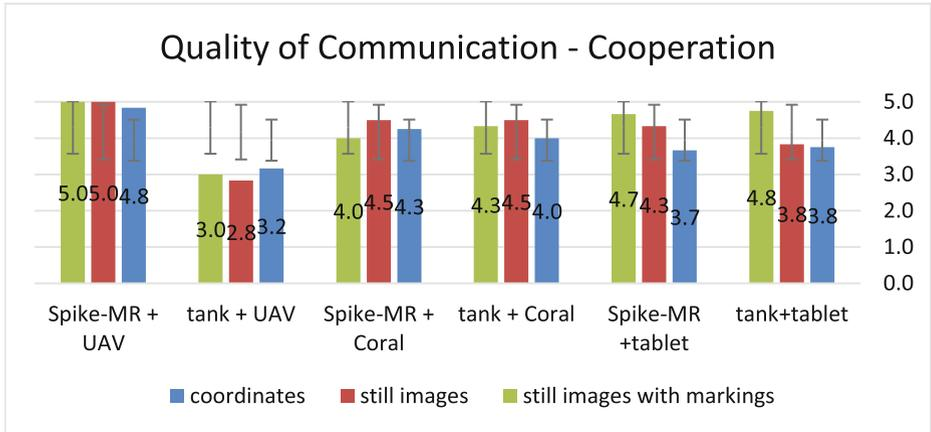 Quality of Communication - Cooperation
5.0
4.0
3.0
2.0
1.0
0.0
5.0 5.0 4.8
3.0 2.8 3.2
4.0 4.5 4.3
4.3 4.5 4.0
4.7 4.3 3.7
4.8 3.8 3.8
Spike-MR +
UAV
tank + UAV
Spike-MR +
Coral
tank + Coral
Spike-MR
+tablet
tank+tablet
coordinates still images still images with markings